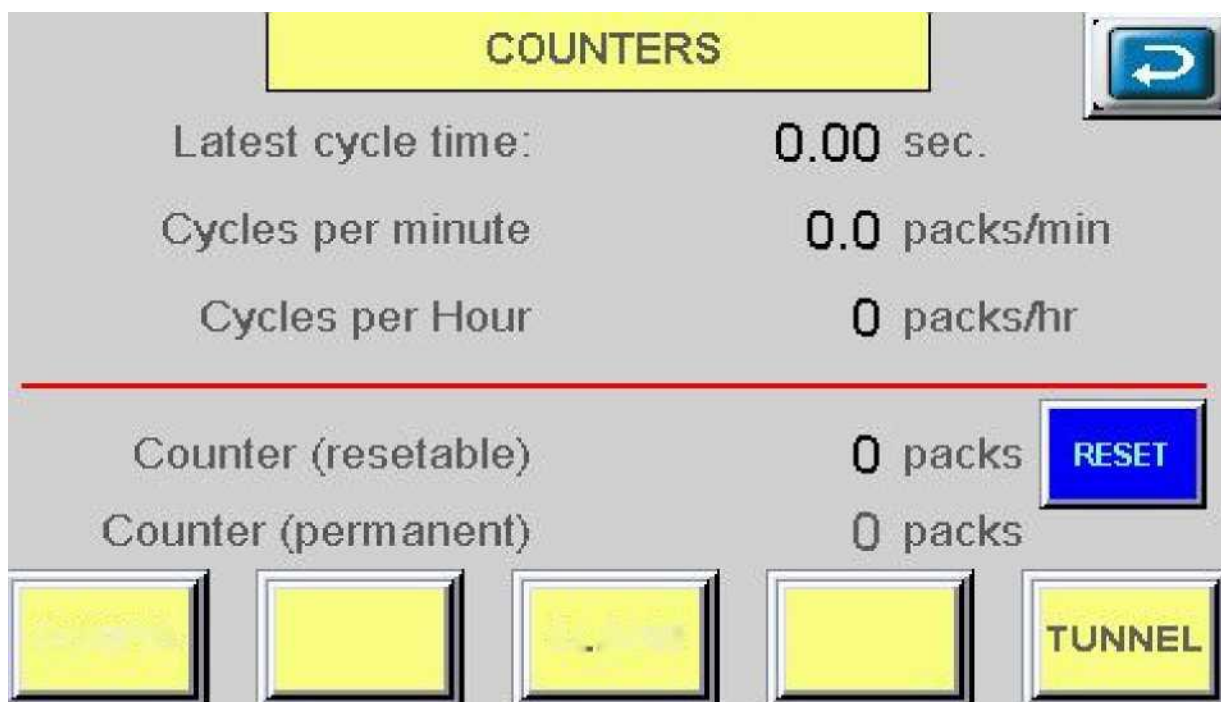 COUNTERS
Latest cycle time: 0.00 sec.
Cycles per minute 0.0 packs/min
Cycles per Hour 0 packs/hr
Counter (resetable) 0 packs RESET
Counter (permanent) 0 packs
TUNNEL